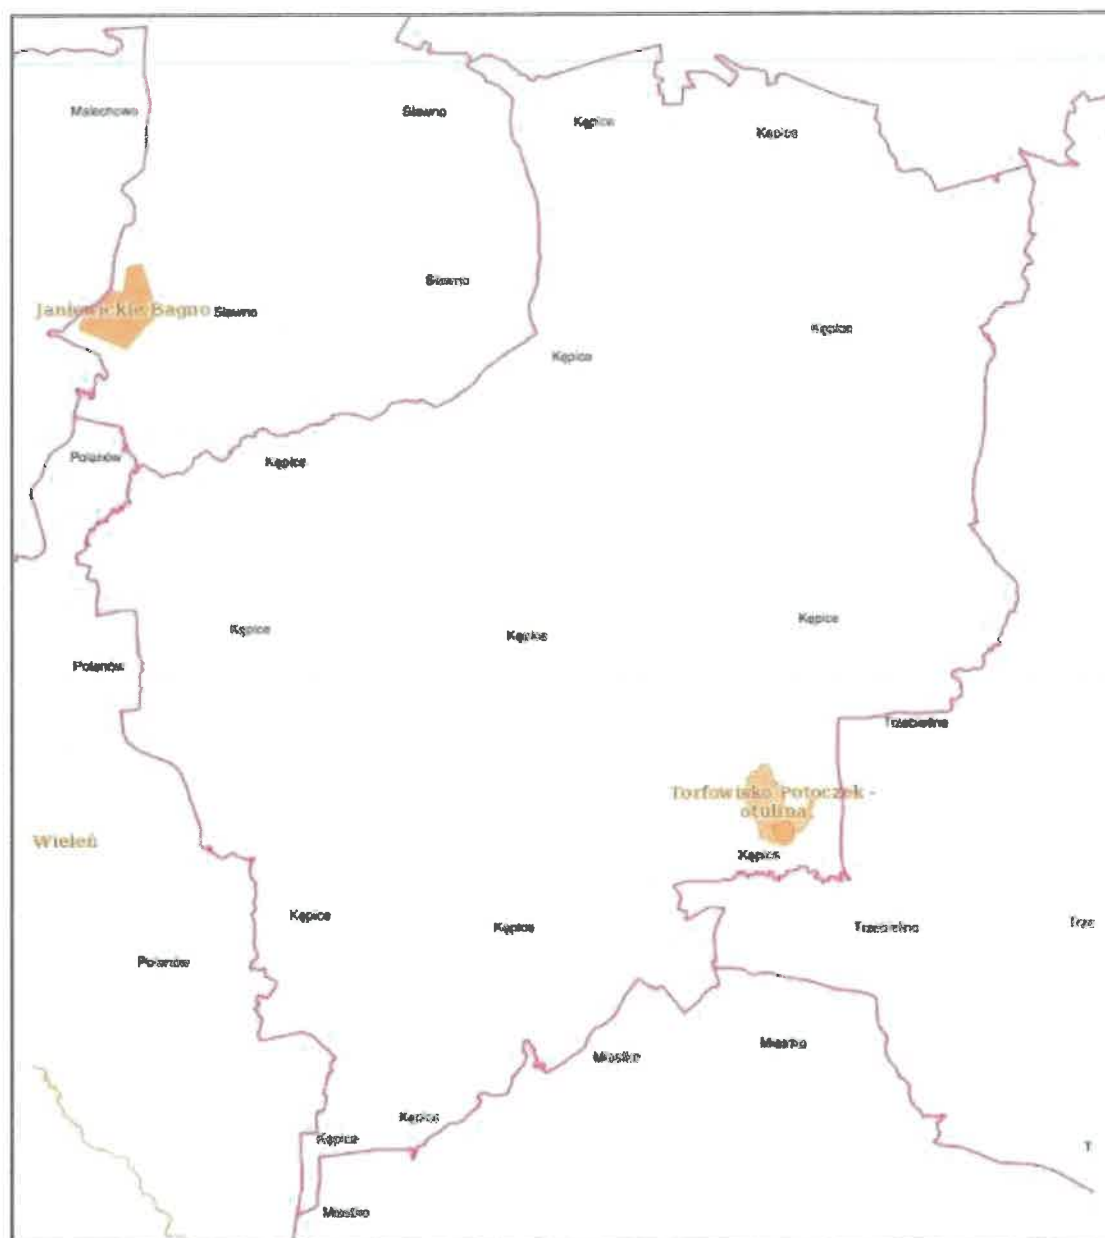 Malechowo
Sławno
Kępice
Kępice
Sławno
Janiewickie Bagno
Sławno
Kępice
Kępice
Polanów
Kępice
Kępice
Kępice
Kępice
Polanów
Trzebielino
Torfowisko Potoczek -
otulina
Wieleń
Kępice
Kępice
Kępice
Trzebielino
Trze
Polanów
Miastko
Miastko
Kępice
Kępice
T
Miastko